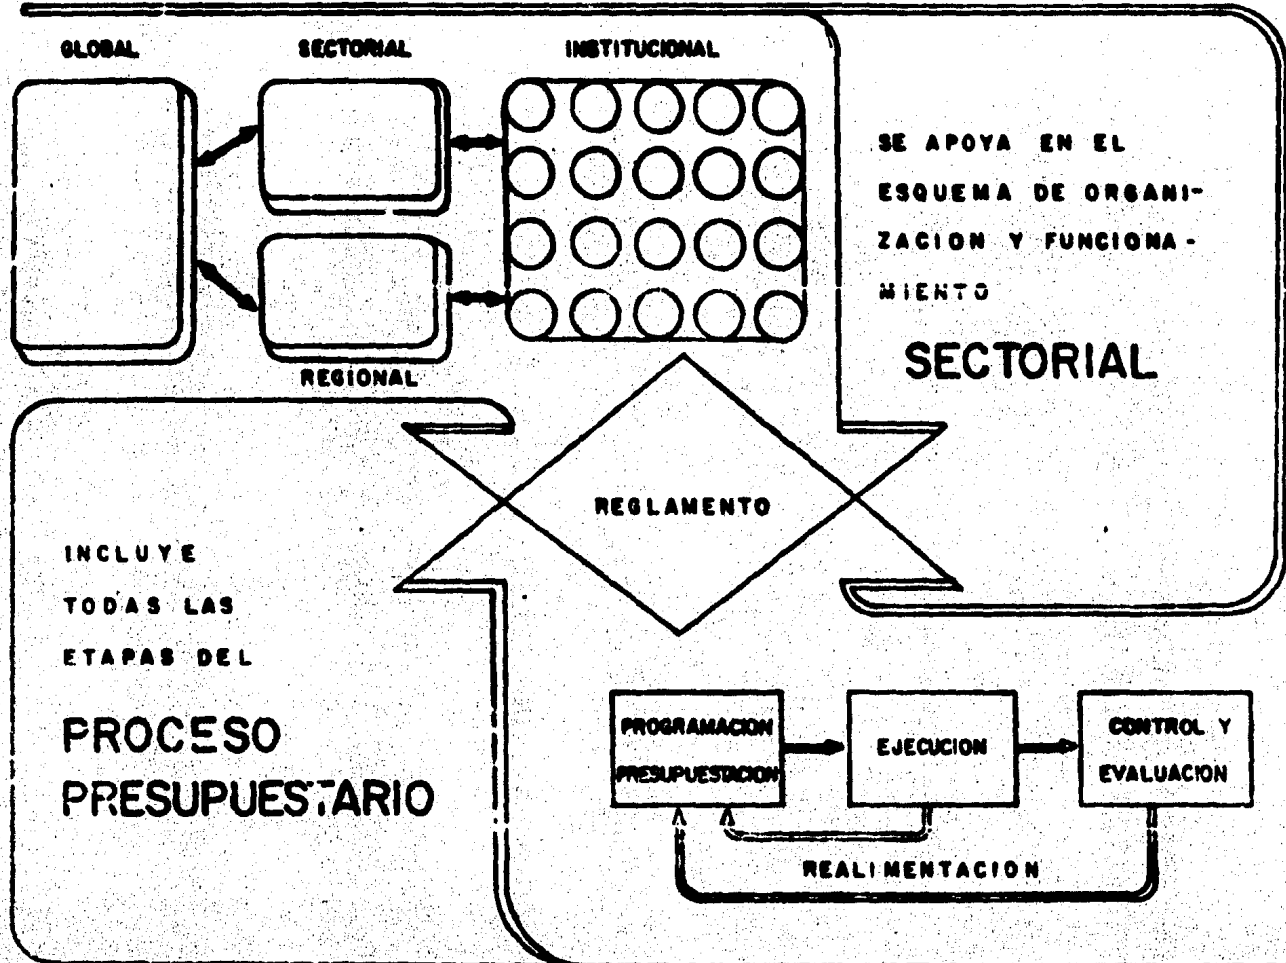 GLOBAL
SECTORIAL
INSTITUCIONAL
REGIONAL
SE APOYA EN EL
ESQUEMA DE ORGANI-
ZACION Y FUNCIONA-
MIENTO
SECTORIAL
REGLAMENTO
INCLUYE
TODAS LAS
ETAPAS DEL
PROCESO
PRESUPUESTARIO
PROGRAMACION
PRESUPUESTACION
EJECUCION
CONTROL Y
EVALUACION
REALIMENTACION